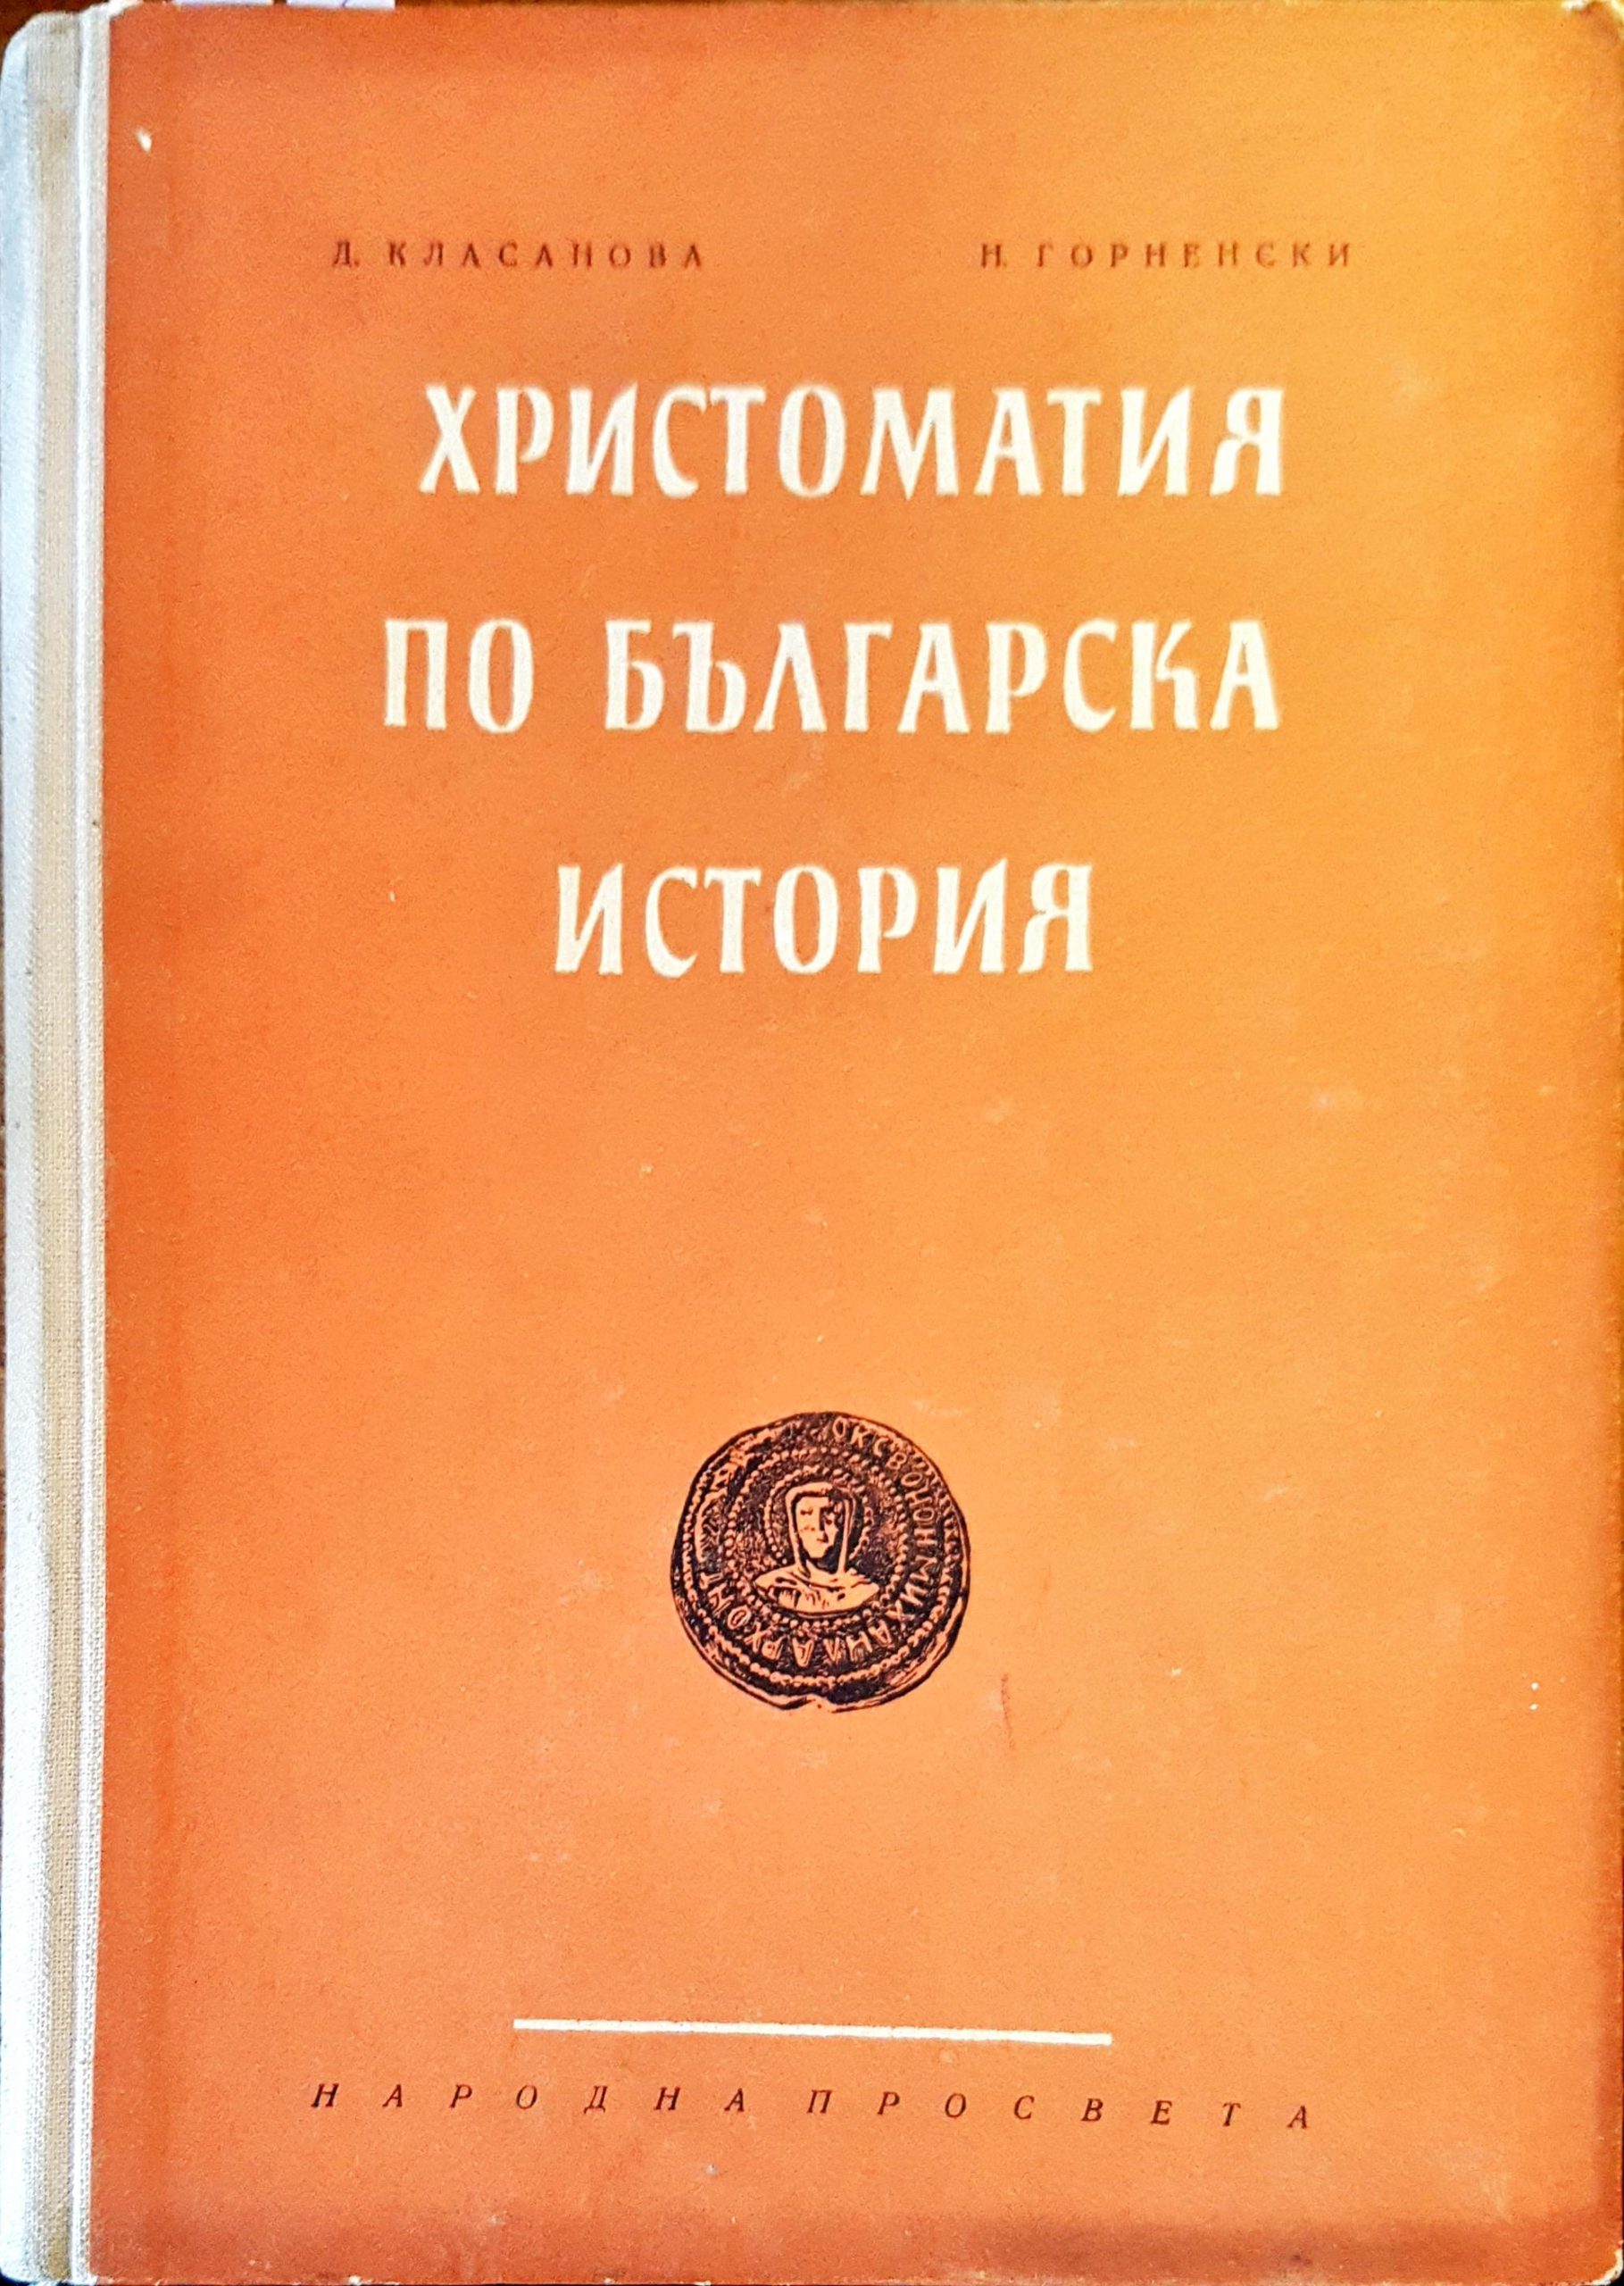 Д. КЛАСАНОВА Н. ГОРНЕНСКИ
ХРИСТОМАТИЯ
ПО БЪЛГАРСКА
ИСТОРИЯ
НАРОДНА ПРОСВЕТА